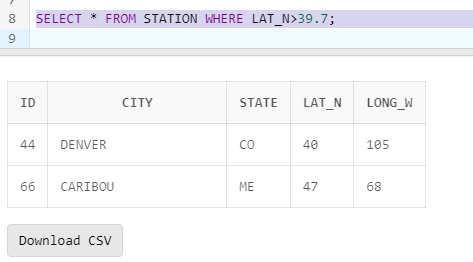 8 SELECT * FROM STATION WHERE LAT_N>39.7;
9
ID CITY STATE LAT_N LONG_W
44 DENVER CO 40 105
66 CARIBOU ME 47 68
Download CSV